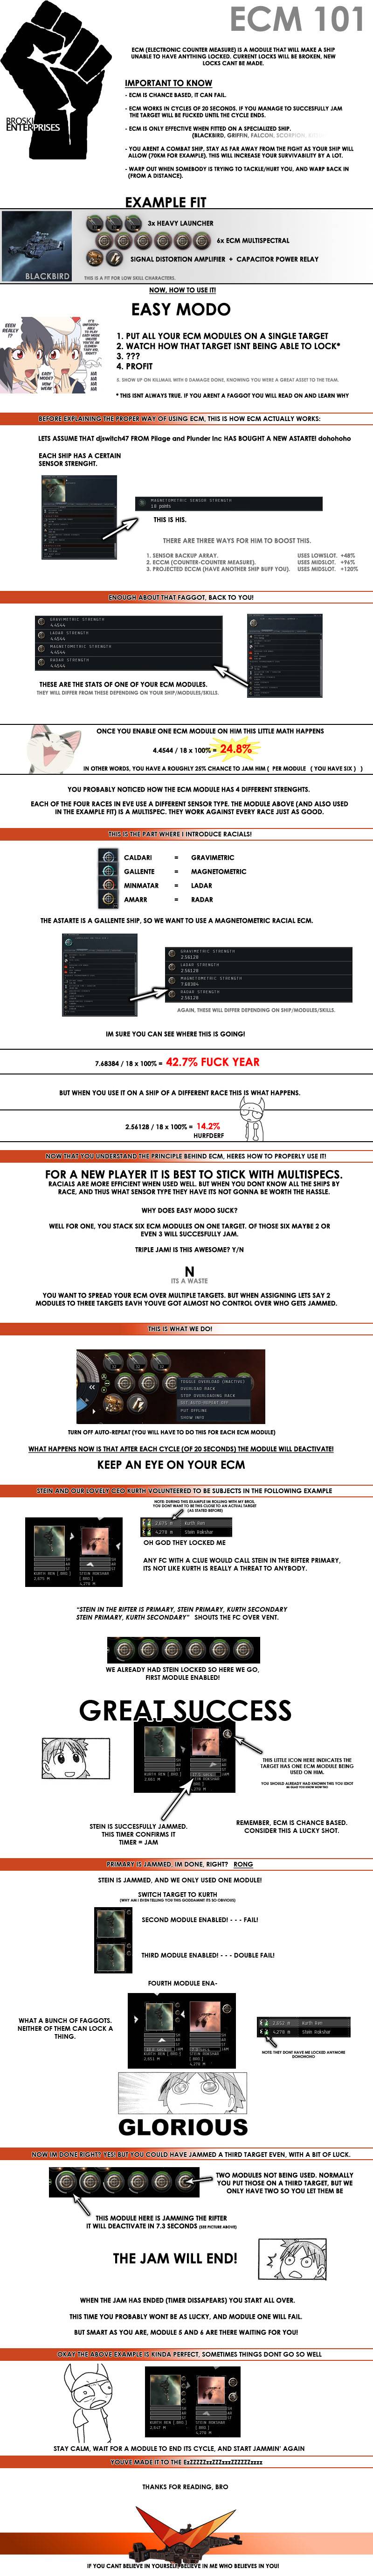 ECM 101
BROSKI
ENTERPRISES
ECM (ELECTRONIC COUNTER MEASURE) IS A MODULE THAT WILL MAKE A SHIP
UNABLE TO HAVE ANYTHING LOCKED. CURRENT LOCKS WILL BE BROKEN, NEW
LOCKS CANT BE MADE.
IMPORTANT TO KNOW
- ECM IS CHANCE BASED, IT CAN FAIL.
- ECM WORKS IN CYCLES OF 20 SECONDS. IF YOU MANAGE TO SUCCESFULLY JAM
THE TARGET WILL BE FUCKED UNTIL THE CYCLE ENDS.
- ECM IS ONLY EFFECTIVE WHEN FITTED ON A SPECIALIZED SHIP.
(BLACKBIRD, GRIFFIN, FALCON, SCORPION,
- YOU ARENT A COMBAT SHIP, STAY AS FAR AWAY FROM THE FIGHT AS YOUR SHIP WILL
ALLOW (70KM FOR EXAMPLE). THIS WILL INCREASE YOUR SURVIVABILITY BY A LOT.
- WARP OUT WHEN SOMEBODY IS TRYING TO TACKLE/HURT YOU, AND WARP BACK IN
(FROM A DISTANCE).
EXAMPLE FIT
3x HEAVY LAUNCHER
6x ECM MULTISPECTRAL
SIGNAL DISTORTION AMPLIFIER + CAPACITOR POWER RELAY
BLACKBIRD
THIS IS A FIT FOR LOW SKILL CHARACTERS.
NOW, HOW TO USE IT!
EASY MODO
KEEN REALLY !?
EASY MODO?
HOW WEAK
HA HA HA HA
1. PUT ALL YOUR ECM MODULES ON A SINGLE TARGET
2. WATCH HOW THAT TARGET ISNT BEING ABLE TO LOCK*
3. ???
4. PROFIT
5. SHOW UP ON KILLMAIL WITH 0 DAMAGE DONE, KNOWING YOU WERE A GREAT ASSET TO THE TEAM.
* THIS ISNT ALWAYS TRUE. IF YOU ARENT A FAGGOT YOU WILL READ ON AND LEARN WHY
BEFORE EXPLAINING THE PROPER WAY OF USING ECM, THIS IS HOW ECM ACTUALLY WORKS:
LETS ASSUME THAT djswitch47 FROM Pllage and Plunder Inc HAS BOUGHT A NEW ASTARTE! dohohoho
EACH SHIP HAS A CERTAIN
SENSOR STRENGHT.
MAGNETOMETRIC SENSOR STRENGTH
18 points
THIS IS HIS.
THERE ARE THREE WAYS FOR HIM TO BOOST THIS.
1. SENSOR BACKUP ARRAY. USES LOWSLOT. +48%
2. ECCM (COUNTER-COUNTER MEASURE). USES MIDSLOT. +96%
3. PROJECTED ECCM (HAVE ANOTHER SHIP BUFF YOU). USES MIDSLOT. +120%
ENOUGH ABOUT THAT FAGGOT, BACK TO YOU!
GRAVIMETRIC STRENGTH
4.4544
LADAR STRENGTH
4.4544
MAGNETOMETRIC STRENGTH
4.4544
RADAR STRENGTH
4.4544
THESE ARE THE STATS OF ONE OF YOUR ECM MODULES.
THEY WILL DIFFER FROM THESE DEPENDING ON YOUR SHIP/MODULES/SKILLS.
ONCE YOU ENABLE ONE ECM MODULE ON HIM THIS LITTLE MATH HAPPENS
4.4544 / 18 x 100% = 24.8%
IN OTHER WORDS, YOU HAVE A ROUGHLY 25% CHANCE TO JAM HIM ( PER MODULE ( YOU HAVE SIX ) )
YOU PROBABLY NOTICED HOW THE ECM MODULE HAS 4 DIFFERENT STRENGHTS.
EACH OF THE FOUR RACES IN EVE USE A DIFFERENT SENSOR TYPE. THE MODULE ABOVE (AND ALSO USED
IN THE EXAMPLE FIT) IS A MULTISPEC. THEY WORK AGAINST EVERY RACE JUST AS GOOD.
THIS IS THE PART WHERE I INTRODUCE RACIALS!
CALDARI = GRAVIMETRIC
GALLENTE = MAGNETOMETRIC
MINMATAR = LADAR
AMARR = RADAR
THE ASTARTE IS A GALLENTE SHIP, SO WE WANT TO USE A MAGNETOMETRIC RACIAL ECM.
GRAVIMETRIC STRENGTH
2.56128
LADAR STRENGTH
2.56128
MAGNETOMETRIC STRENGTH
7.68384
RADAR STRENGTH
2.56128
AGAIN, THESE WILL DIFFER DEPENDING ON SHIP/MODULES/SKILLS.
IM SURE YOU CAN SEE WHERE THIS IS GOING!
7.68384 / 18 x 100% = 42.7% FUCK YEAR
BUT WHEN YOU USE IT ON A SHIP OF A DIFFERENT RACE THIS IS WHAT HAPPENS.
2.56128 / 18 x 100% = 14.2%
HURFDERF
NOW THAT YOU UNDERSTAND THE PRINCIPLE BEHIND ECM, HERES HOW TO PROPERLY USE IT!
FOR A NEW PLAYER IT IS BEST TO STICK WITH MULTISPECS.
RACIALS ARE MORE EFFICIENT WHEN USED WELL. BUT WHEN YOU DONT KNOW ALL THE SHIPS BY
RACE, AND THUS WHAT SENSOR TYPE THEY HAVE ITS NOT GONNA BE WORTH THE HASSLE.
WHY DOES EASY MODO SUCK?
WELL FOR ONE, YOU STACK SIX ECM MODULES ON ONE TARGET. OF THOSE SIX MAYBE 2 OR
EVEN 3 WILL SUCCESFULLY JAM.
TRIPLE JAM! IS THIS AWESOME? Y/N
N
ITS A WASTE
YOU WANT TO SPREAD YOUR ECM OVER MULTIPLE TARGETS. BUT WHEN ASSIGNING LETS SAY 2
MODULES TO THREE TARGETS EAVH YOUVE GOT ALMOST NO CONTROL OVER WHO GETS JAMMED.
THIS IS WHAT WE DO!
TOGGLE OVERLOAD (INACTIVE)
OVERLOAD RACK
STOP OVERLOADING RACK
SET AUTO-REPEAT OFF
PUT OFFLINE
SHOW INFO
TURN OFF AUTO-REPEAT (YOU WILL HAVE TO DO THIS FOR EACH ECM MODULE)
WHAT HAPPENS NOW IS THAT AFTER EACH CYCLE (OF 20 SECONDS) THE MODULE WILL DEACTIVATE!
KEEP AN EYE ON YOUR ECM
STEIN AND OUR LOVELY CEO KURTH VOLUNTEERED TO BE SUBJECTS IN THE FOLLOWING EXAMPLE
NOTE: DURING THIS EXAMPLE IM ROLLING WITH MY BROS,
YOU DONT WANT TO BE THIS CLOSE TO AN ACTUAL TARGET
(AS STATED BEFORE)
2,675 m Kurth Ken
4,279 m Stein Rakshar
OH GOD THEY LOCKED ME
ANY FC WITH A CLUE WOULD CALL STEIN IN THE RIFTER PRIMARY,
ITS NOT LIKE KURTH IS REALLY A THREAT TO ANYBODY.
"STEIN IN THE RIFTER IS PRIMARY, STEIN PRIMARY, KURTH SECONDARY
STEIN PRIMARY, KURTH SECONDARY" SHOUTS THE FC OVER VENT.
WE ALREADY HAD STEIN LOCKED SO HERE WE GO,
FIRST MODULE ENABLED!
GREAT SUCCESS
THIS LITTLE ICON HERE INDICATES THE
TARGET HAS ONE ECM MODULE BEING
USED ON HIM.
YOU SHOULD ALREADY HAD KNOWN THIS YOU IDIOT
STEIN IS SUCCESFULLY JAMMED.
THIS TIMER CONFIRMS IT
TIMER = JAM
REMEMBER, ECM IS CHANCE BASED.
CONSIDER THIS A LUCKY SHOT.
PRIMARY IS JAMMED, IM DONE, RIGHT? RONG
STEIN IS JAMMED, AND WE ONLY USED ONE MODULE!
SWITCH TARGET TO KURTH
(WHY AM I EVEN TELLING YOU THIS GODDAMNIT ITS SO OBVIOUS)
SECOND MODULE ENABLED! - - - FAIL!
THIRD MODULE ENABLED! - - - DOUBLE FAIL!
FOURTH MODULE ENA-
WHAT A BUNCH OF FAGGOTS.
NEITHER OF THEM CAN LOCK A
THING.
Kurth Ken
4,279 m Stein Rakshar
NOTE: THEY DONT HAVE ME LOCKED ANYMORE
DOHOHOHO
GLORIOUS
NOW IM DONE RIGHT? YES! BUT YOU COULD HAVE JAMMED A THIRD TARGET EVEN, WITH A BIT OF LUCK.
TWO MODULES NOT BEING USED. NORMALLY
YOU PUT THOSE ON A THIRD TARGET, BUT WE
ONLY HAVE TWO SO YOU LET THEM BE
THIS MODULE HERE IS JAMMING THE RIFTER
IT WILL DEACTIVATE IN 7.3 SECONDS (SEE PICTURE ABOVE)
THE JAM WILL END!
WHEN THE JAM HAS ENDED (TIMER DISSAPEARS) YOU START ALL OVER.
THIS TIME YOU PROBABLY WONT BE AS LUCKY, AND MODULE ONE WILL FAIL.
BUT SMART AS YOU ARE, MODULE 5 AND 6 ARE THERE WAITING FOR YOU!
OKAY THE ABOVE EXAMPLE IS KINDA PERFECT, SOMETIMES THINGS DONT GO SO WELL
STAY CALM, WAIT FOR A MODULE TO END ITS CYCLE, AND START JAMMIN' AGAIN
YOUVE MADE IT TO THE
THANKS FOR READING, BRO
IF YOU CANT BELIEVE IN YOURSELF, BELIEVE IN ME WHO BELIEVES IN YOU!